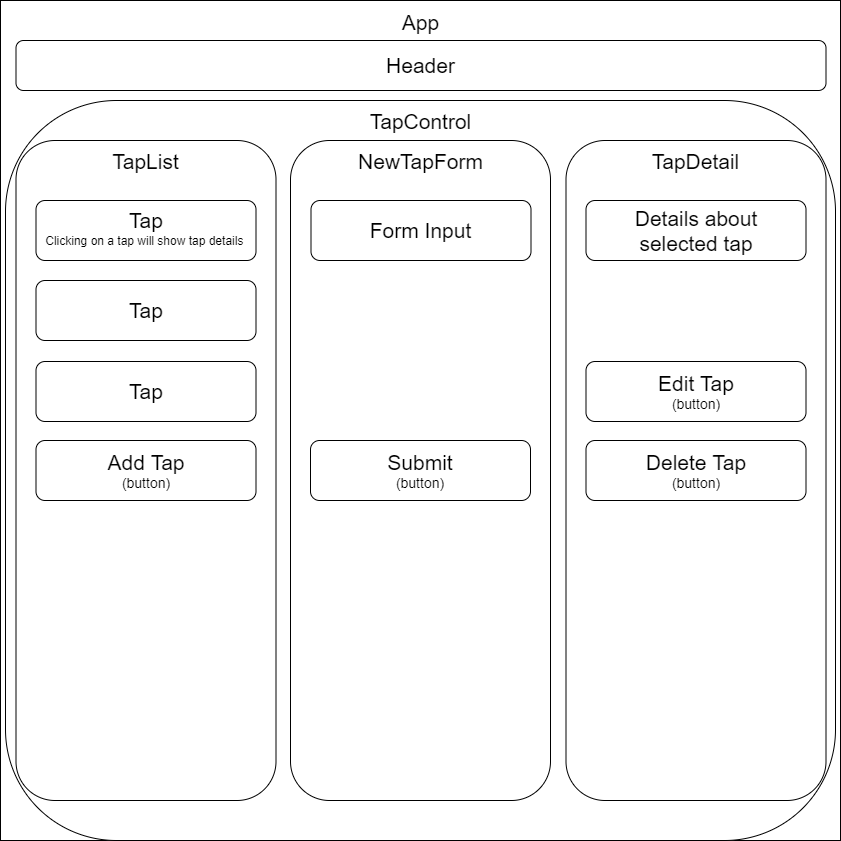 App
Header
TapControl
TapList
Tap
Clicking on a tap will show tap details
Tap
Tap
Add Tap
(button)
NewTapForm
Form Input
Submit
(button)
TapDetail
Details about
selected tap
Edit Tap
(button)
Delete Tap
(button)